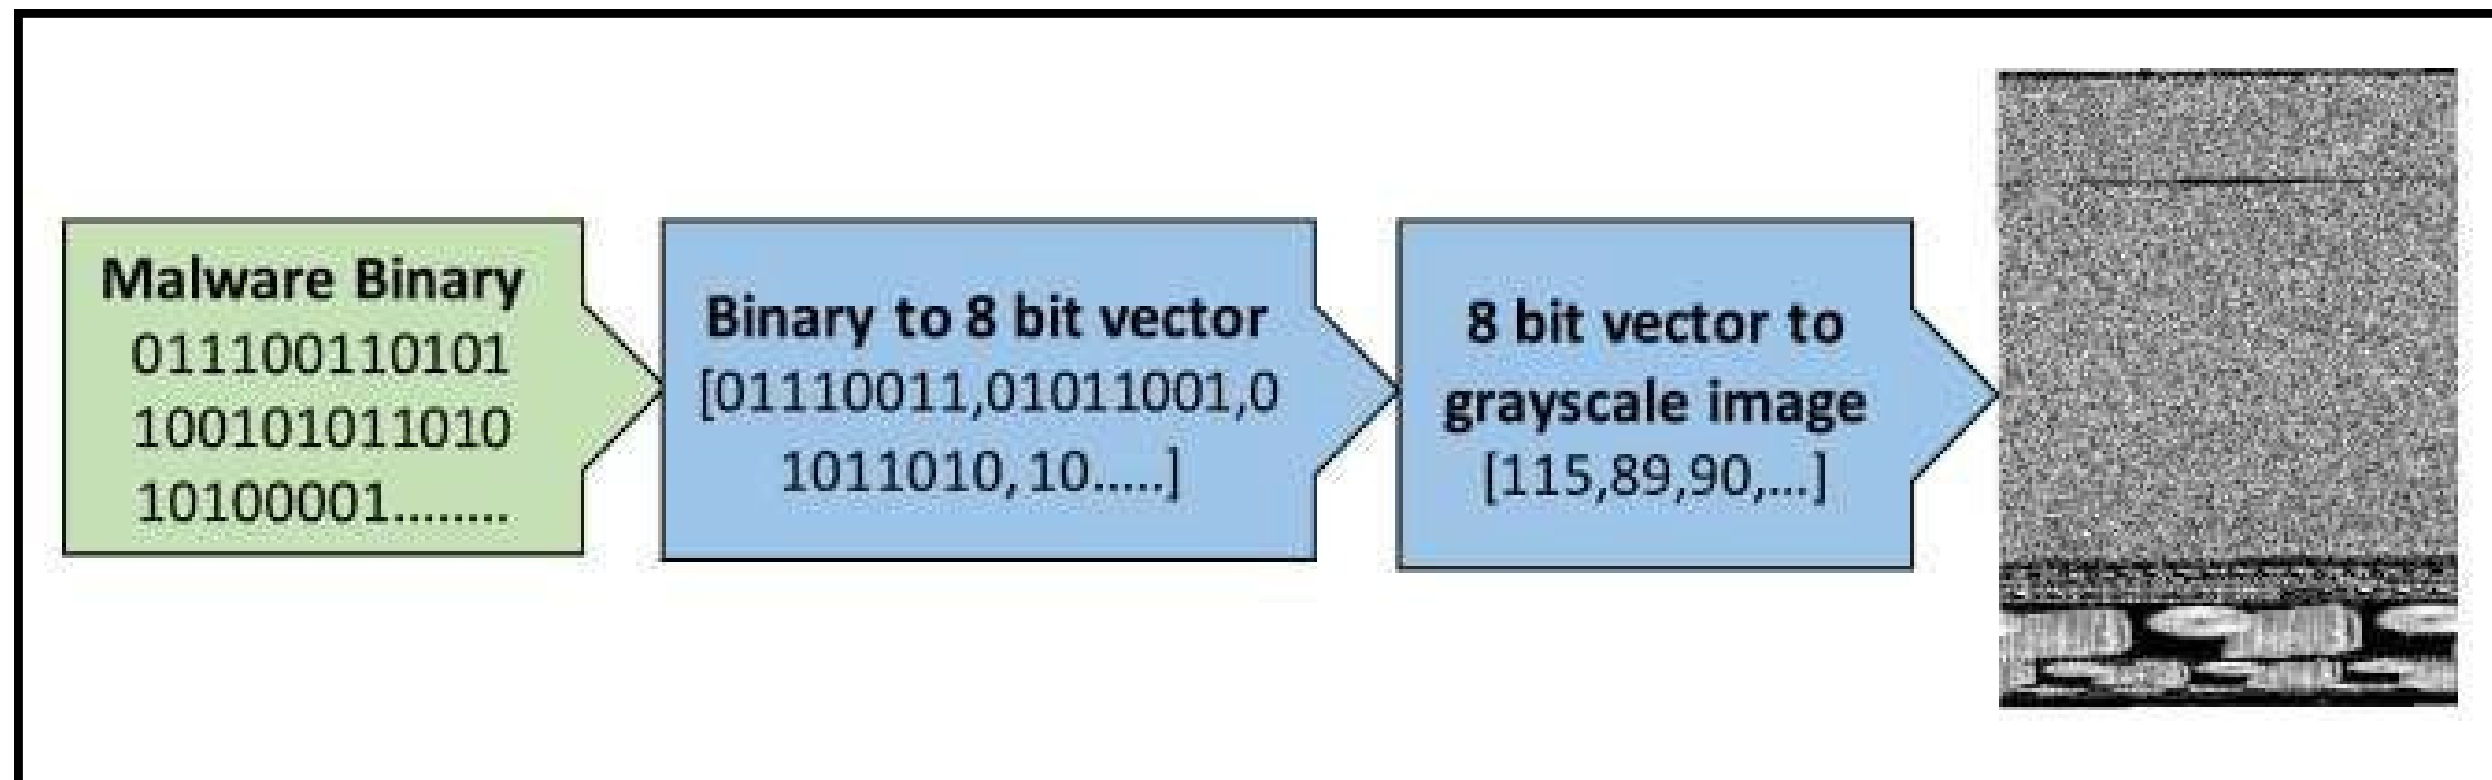 Malware Binary
011100110101
100101011010
10100001........
Binary to 8 bit vector
[01110011,01011001,0
1011010, 10.....]
8 bit vector to
grayscale image
[115,89,90,...]